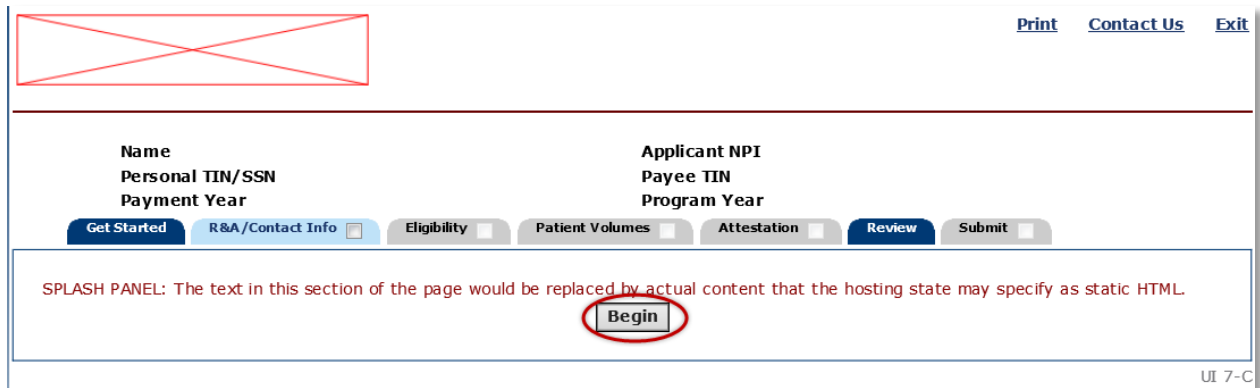 Print Contact Us Exit
Name Applicant NPI
Personal TIN/SSN Payee TIN
Payment Year Program Year
Get Started R&A/Contact Info Eligibility Patient Volumes Attestation Review Submit
SPLASH PANEL: The text in this section of the page would be replaced by actual content that the hosting state may specify as static HTML.
Begin
UI 7-C